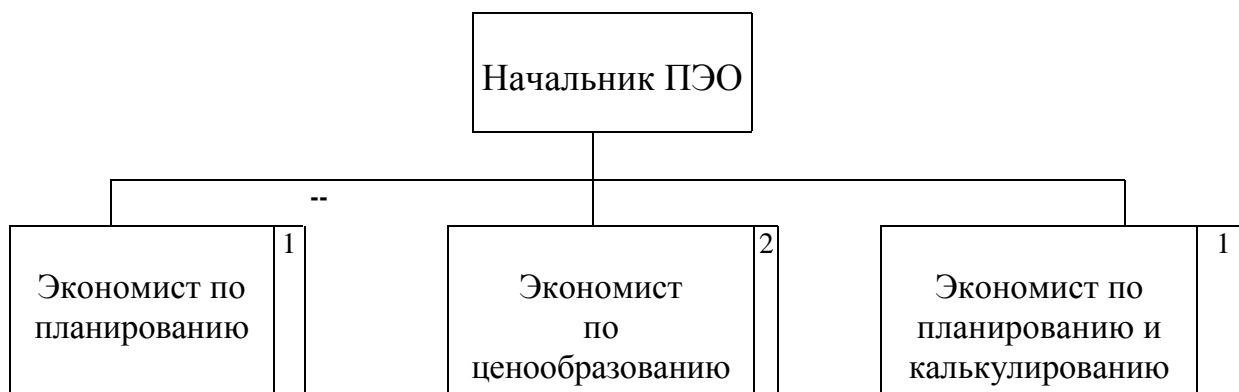 Начальник ПЭО
--
1
Экономист по
планированию
2
Экономист
по
ценообразованию
1
Экономист по
планированию и
калькулированию